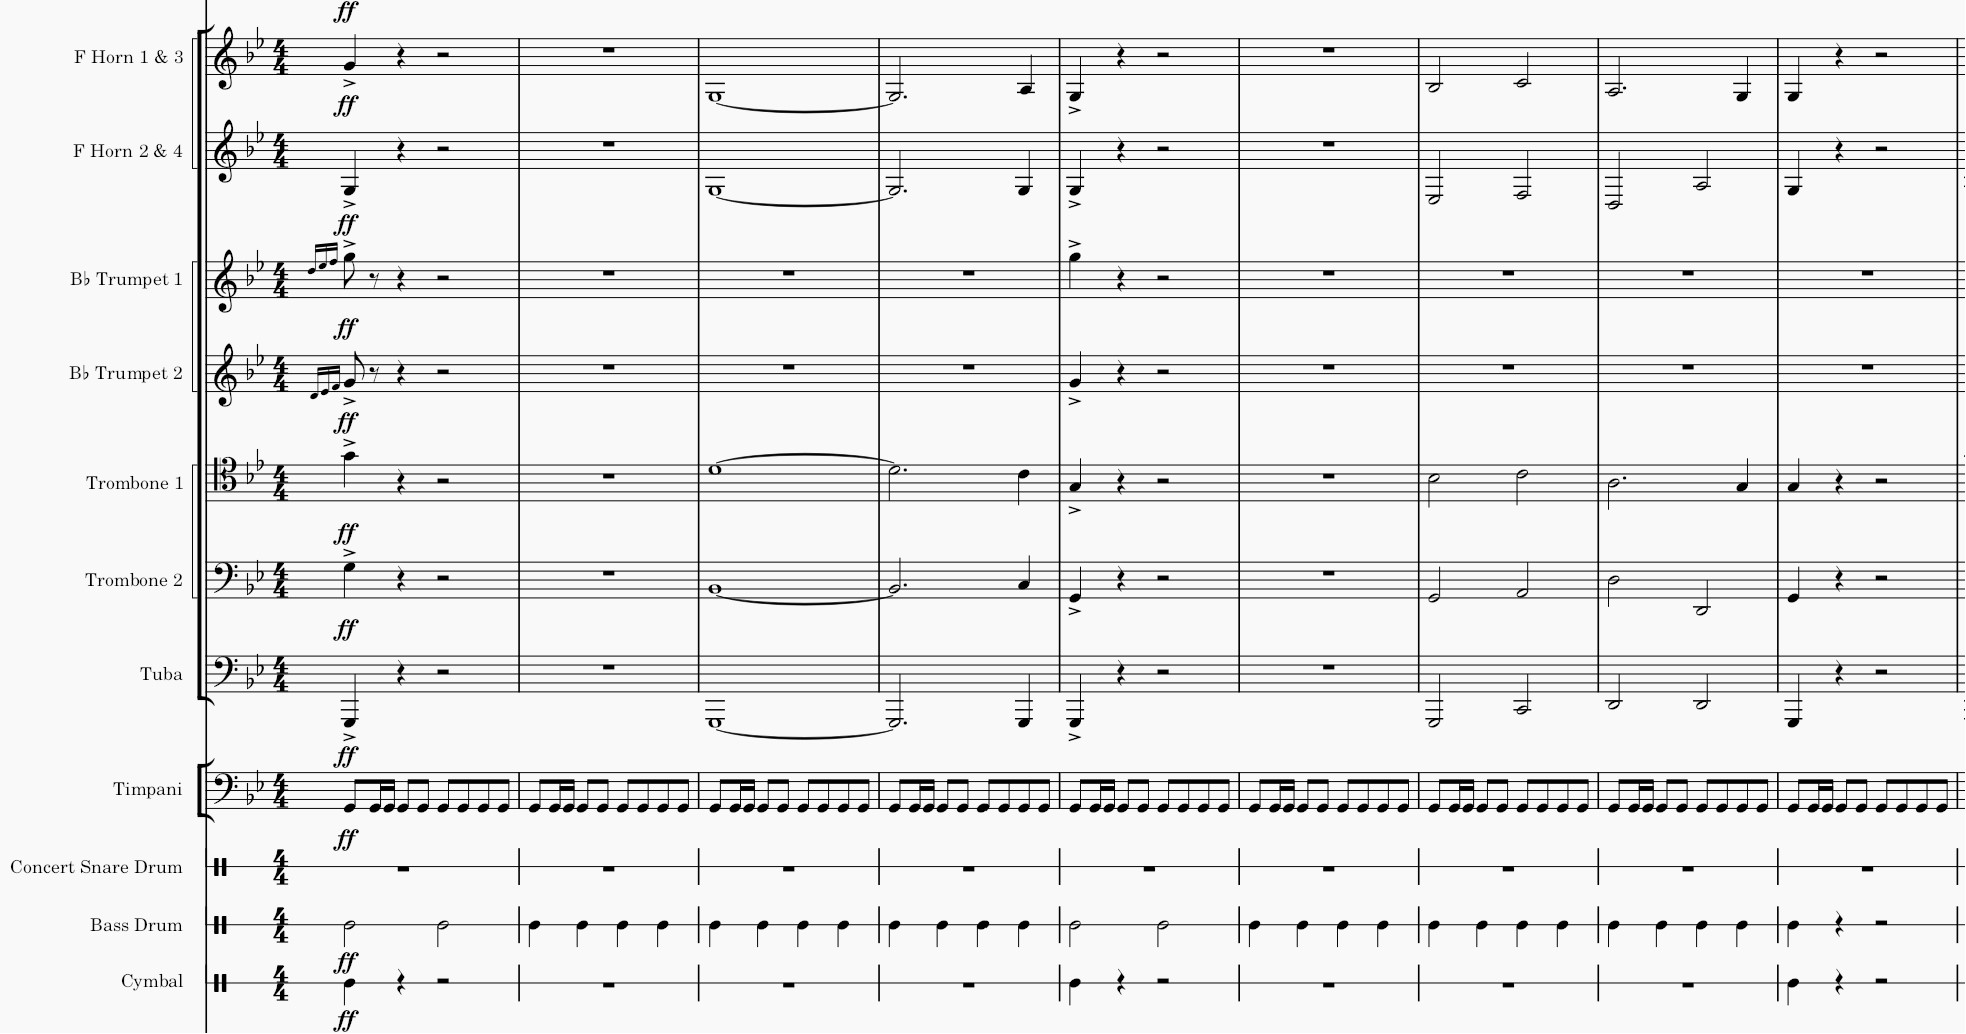 ff
F Horn 1 & 3
ff
F Horn 2 & 4
ff
B♭ Trumpet 1
ff
B♭ Trumpet 2
ff
Trombone 1
ff
Trombone 2
ff
Tuba
ff
Timpani
ff
Concert Snare Drum
Bass Drum
ff
Cymbal
ff